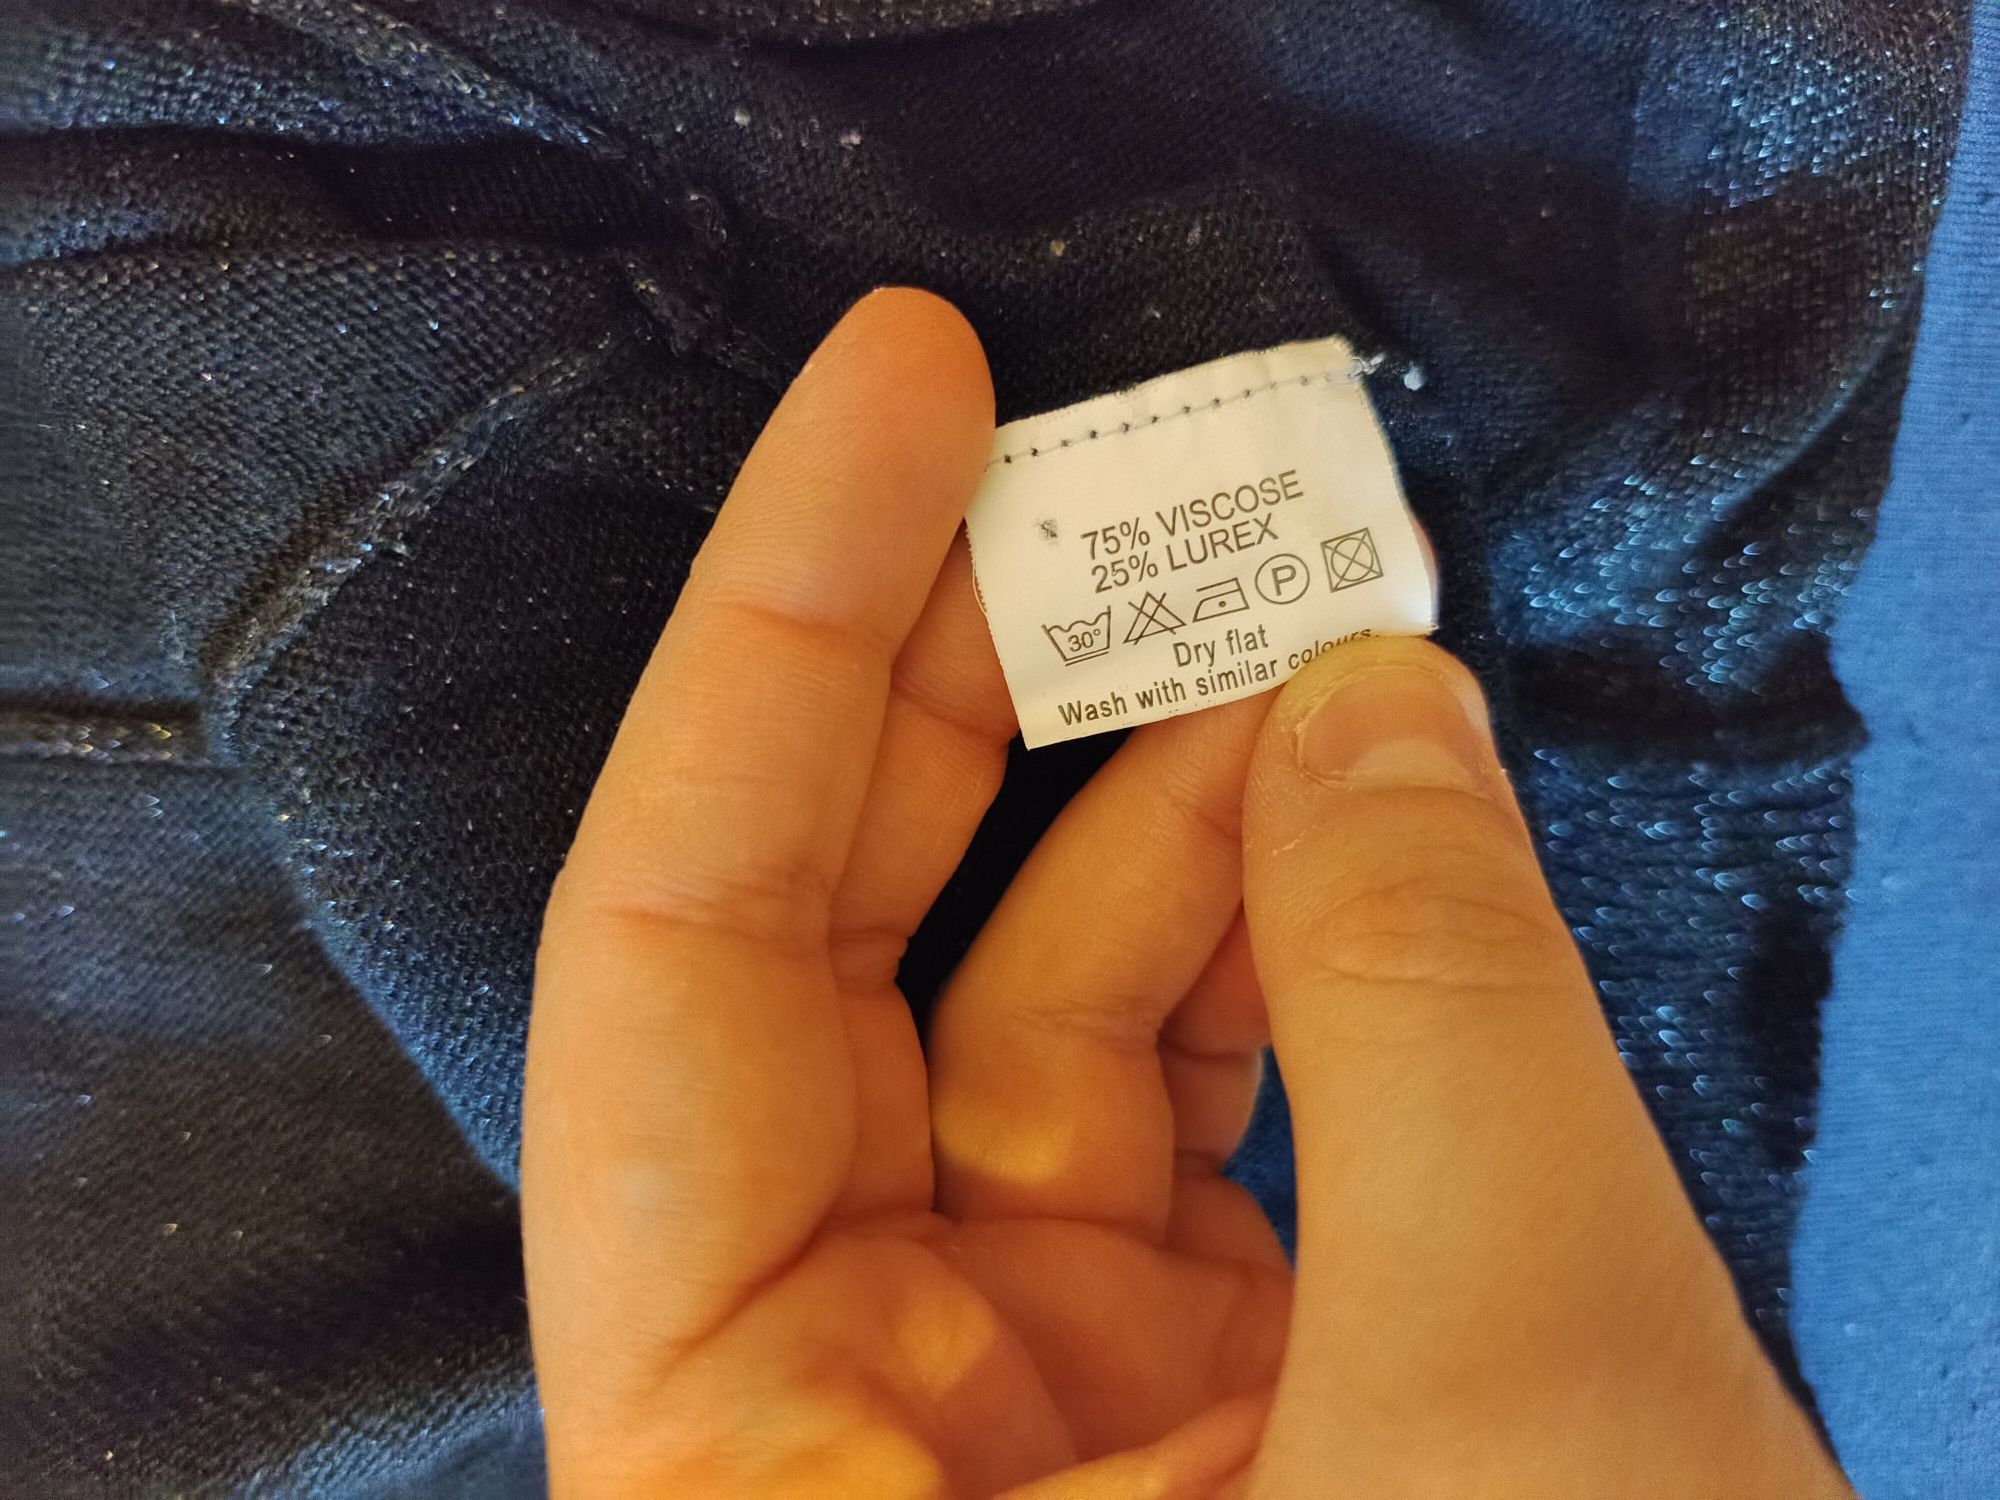 75% VISCOSE
25% LUREX
30° P
Dry flat
Wash with similar colours.